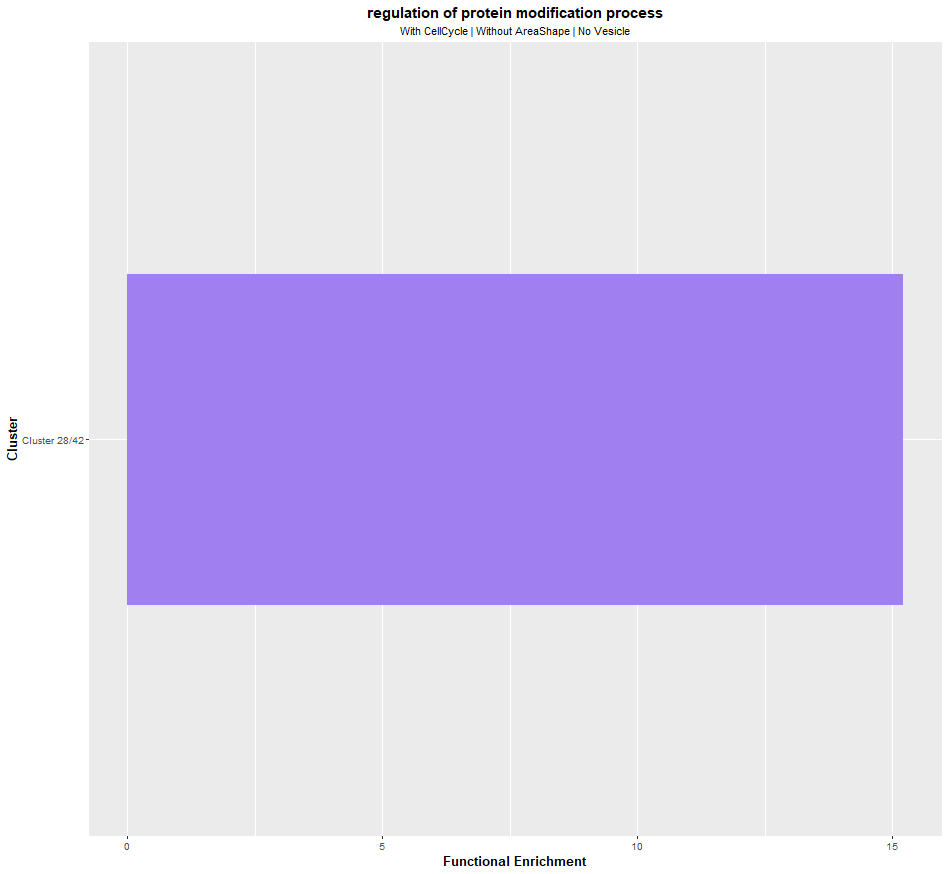 regulation of protein modification process
With CellCycle | Without AreaShape | No Vesicle
Cluster
Cluster 28/42
0
5
10
15
Functional Enrichment